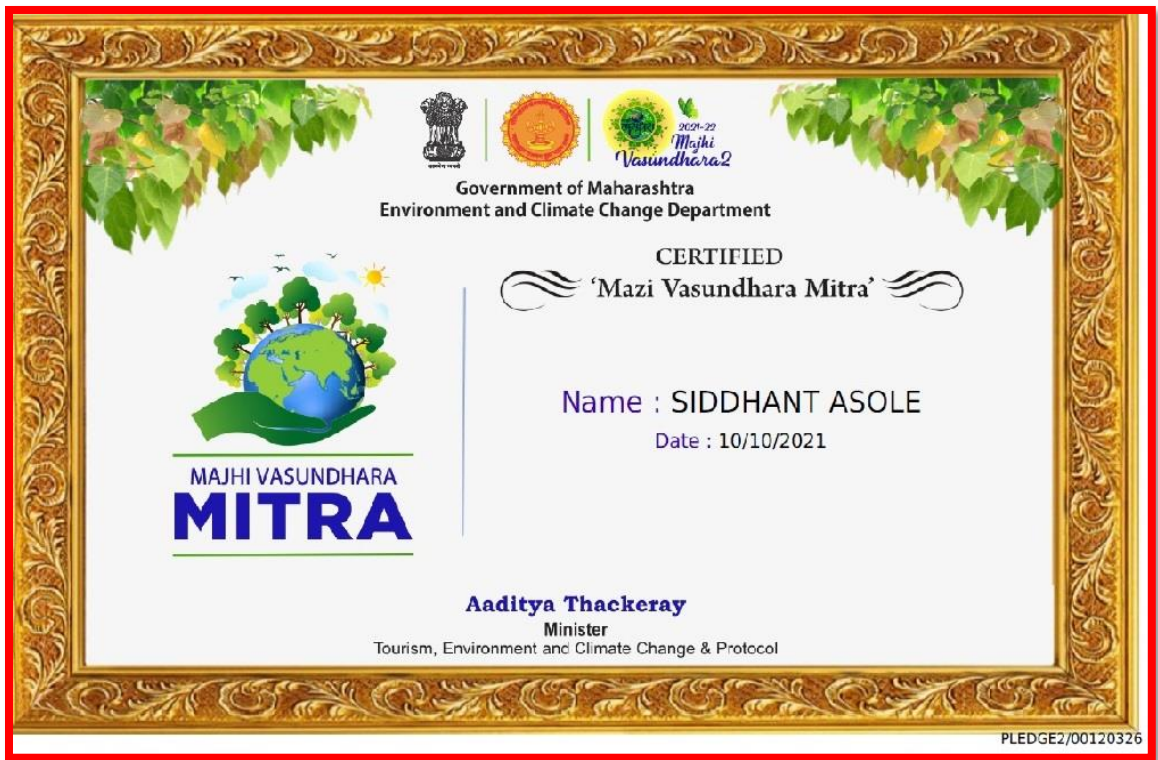 2021-22
Majhi
Vasundhara2
Government of Maharashtra
Environment and Climate Change Department
CERTIFIED
‘Mazi Vasundhara Mitra’
Name : SIDDHANT ASOLE
Date : 10/10/2021
MAJHI VASUNDHARA
MITRA
Aaditya Thackeray
Minister
Tourism, Environment and Climate Change & Protocol
PLEDGE2/00120326